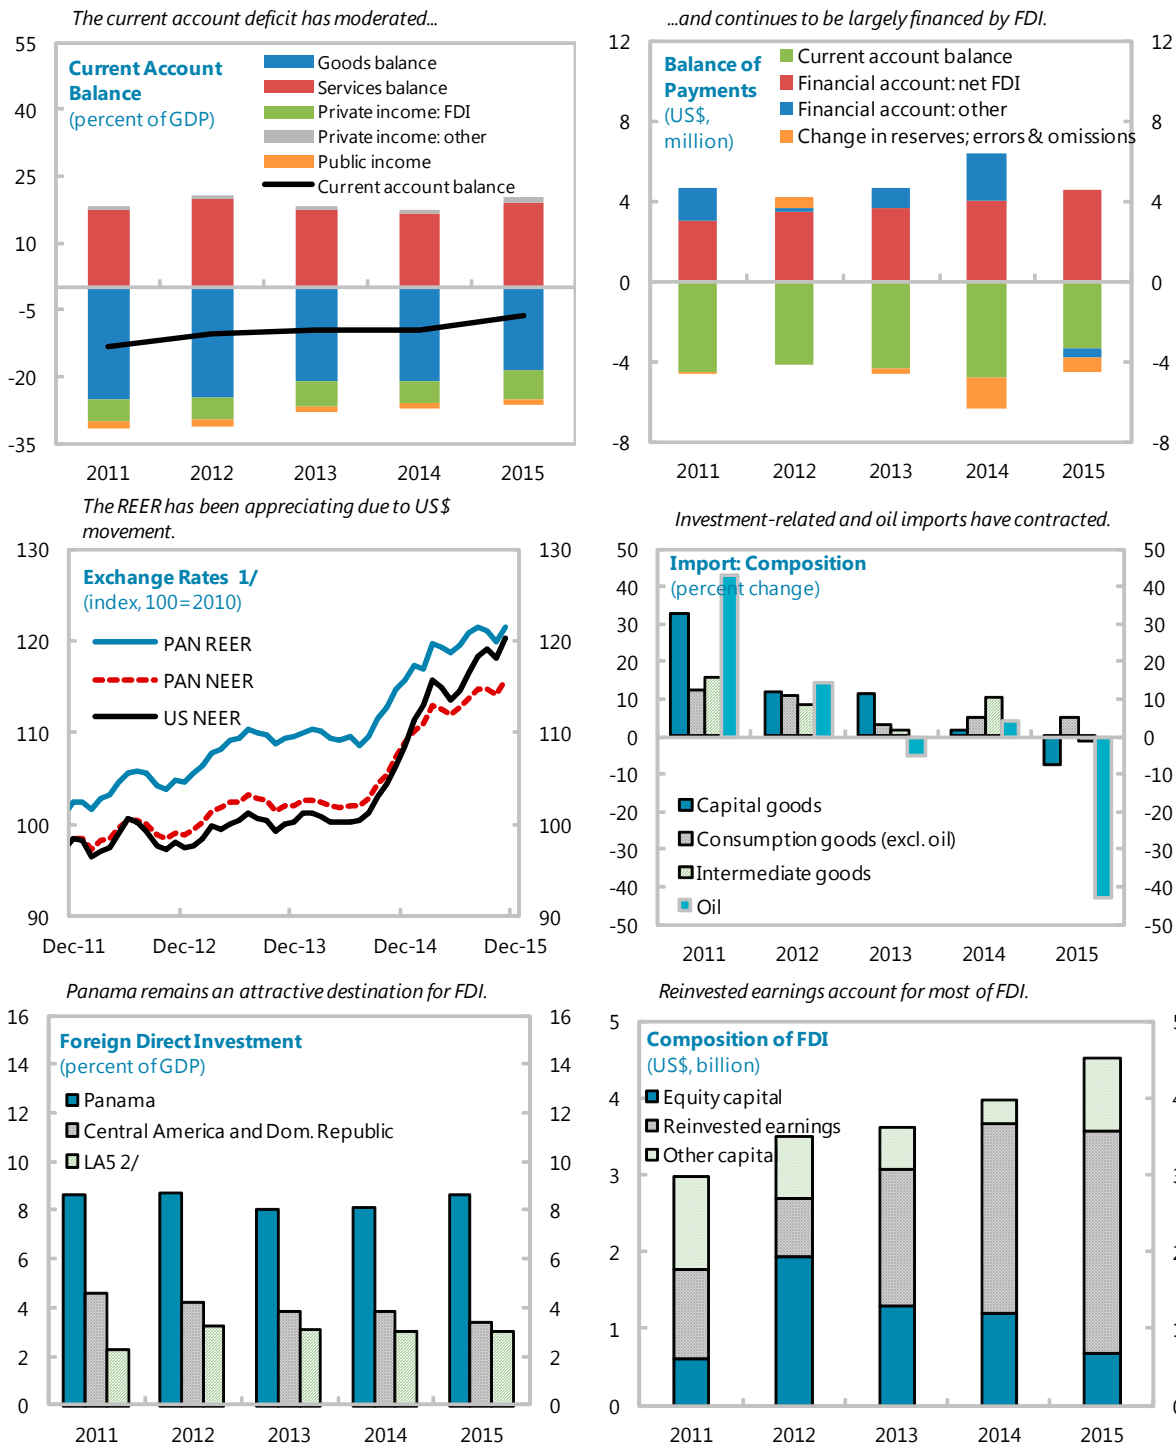 The current account deficit has moderated...
55
40
25
10
-5
-20
-35
Current Account
Balance
(percent of GDP)
Goods balance
Services balance
Private income: FDI
Private income: other
Public income
Current account balance
2011 2012 2013 2014 2015
...and continues to be largely financed by FDI.
12 12
8 8
4 4
0 0
-4 -4
-8 -8
Balance of
Payments
(US$,
million)
Current account balance
Financial account: net FDI
Financial account: other
Change in reserves; errors & omissions
2011 2012 2013 2014 2015
The REER has been appreciating due to US$
movement.
130 130
120 120
110 110
100 100
90 90
Exchange Rates 1/
(index, 100=2010)
PAN REER
PAN NEER
US NEER
Dec-11 Dec-12 Dec-13 Dec-14 Dec-15
Investment-related and oil imports have contracted.
50 50
40 40
30 30
20 20
10 10
0 0
-10 -10
-20 -20
-30 -30
-40 -40
-50 -50
Import: Composition
(percent change)
Capital goods
Consumption goods (excl. oil)
Intermediate goods
Oil
2011 2012 2013 2014 2015
Panama remains an attractive destination for FDI.
16 16
14 14
12 12
10 10
8 8
6 6
4 4
2 2
0 0
Foreign Direct Investment
(percent of GDP)
Panama
Central America and Dom. Republic
LA5 2/
2011 2012 2013 2014 2015
Reinvested earnings account for most of FDI.
5
4
3
2
1
0
Composition of FDI
(US$, billion)
Equity capital
Reinvested earnings
Other capital
2011 2012 2013 2014 2015